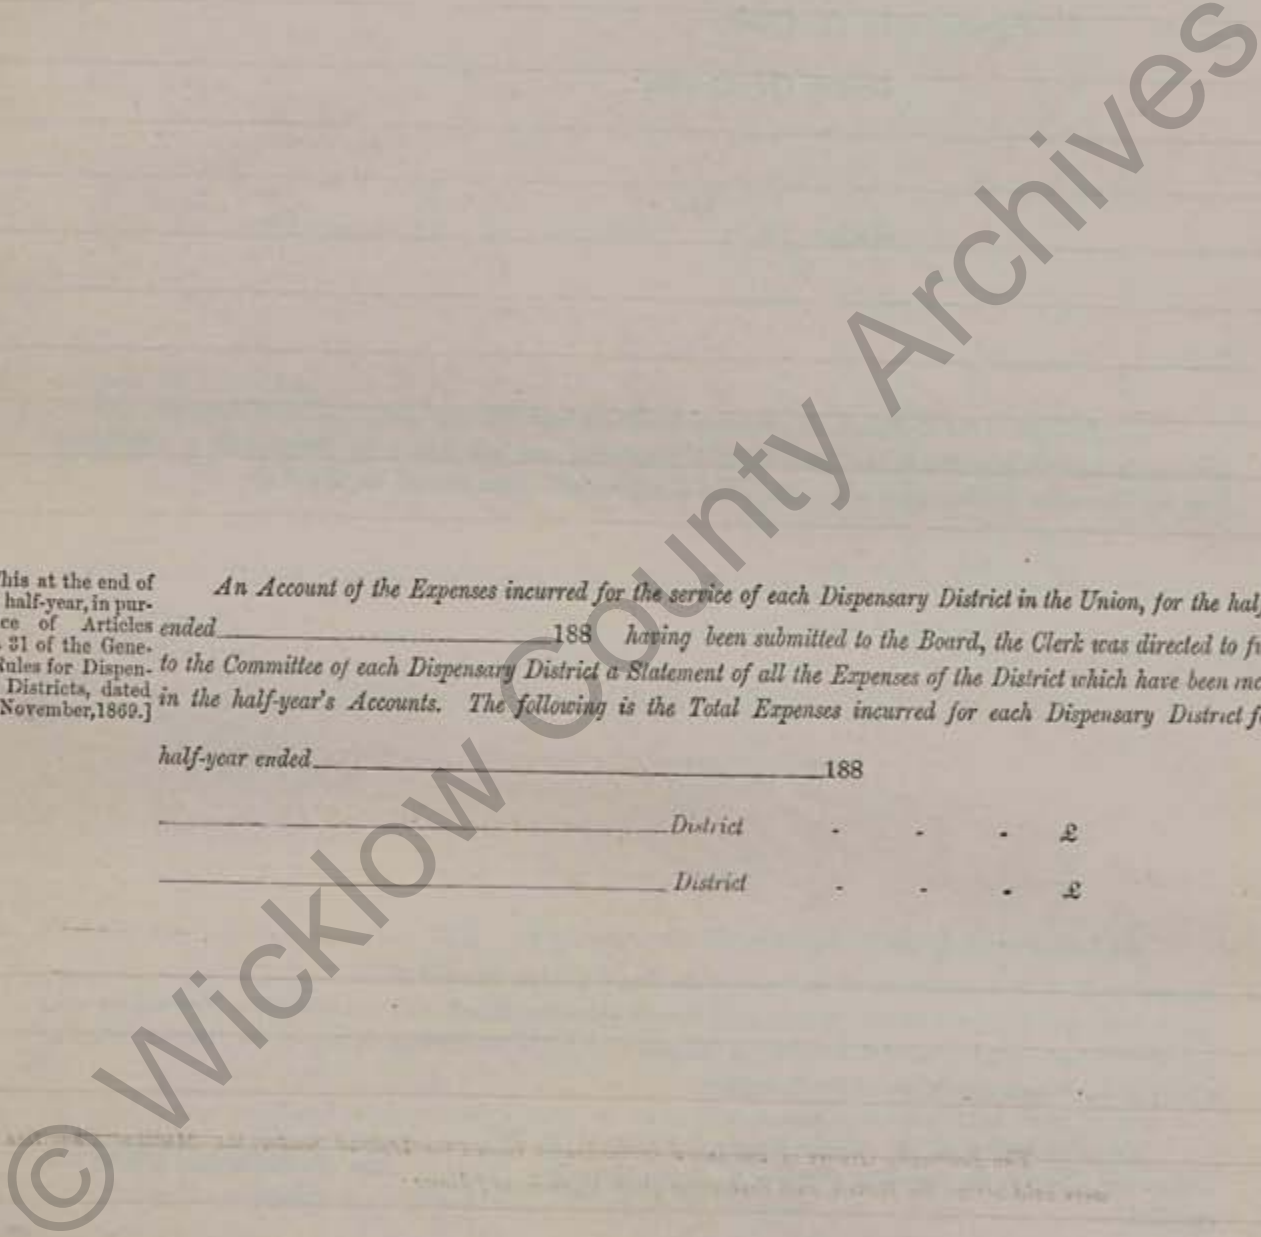 his at the end of
half-year, in pur-
ce of Articles
31 of the Gene-
ules for Dispen-
Districts, dated
November, 1869.]
An Account of the Expenses incurred for the service of each Dispensary District in the Union, for the hal
ended 188 having been submitted to the Board, the Clerk was directed to fu
to the Committee of each Dispensary District a Statement of all the Expenses of the District which have been inc
in the half-year's Accounts. The following is the Total Expenses incurred for each Dispensary District f
half-year ended 188
District - - - £
District - - - £
© Wicklow County Archives